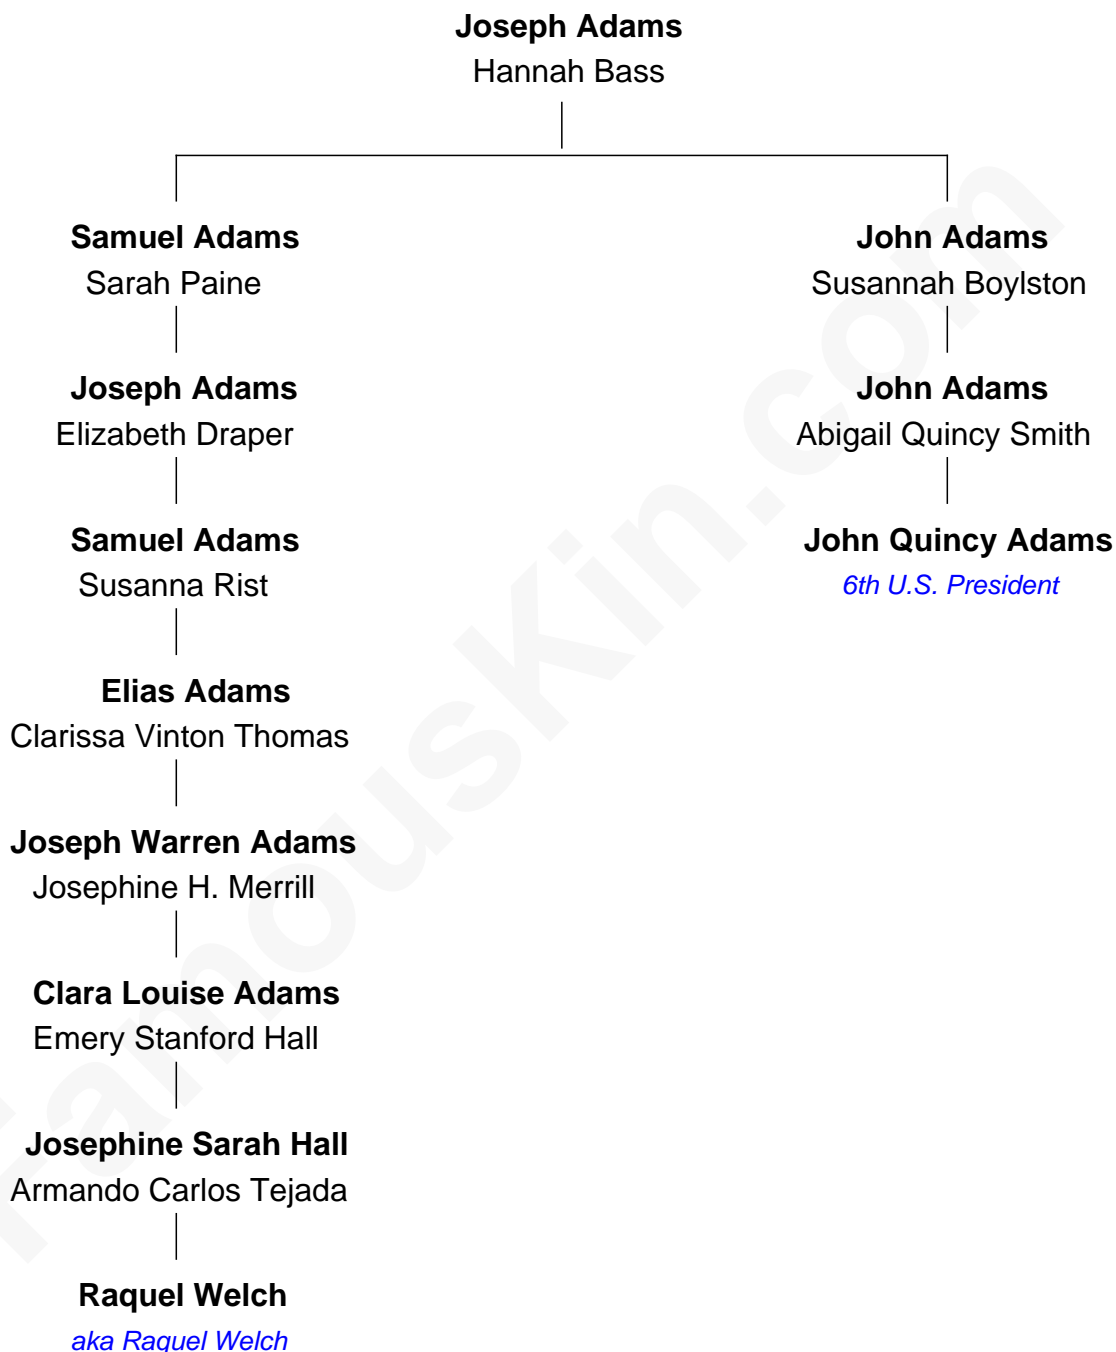 Joseph Adams
Hannah Bass
Samuel Adams
Sarah Paine
John Adams
Susannah Boylston
Joseph Adams
Elizabeth Draper
John Adams
Abigail Quincy Smith
Samuel Adams
Susanna Rist
John Quincy Adams
6th U.S. President
Elias Adams
Clarissa Vinton Thomas
Joseph Warren Adams
Josephine H. Merrill
Clara Louise Adams
Emery Stanford Hall
Josephine Sarah Hall
Armando Carlos Tejada
Raquel Welch
aka Raquel Welch
FamousKin.com